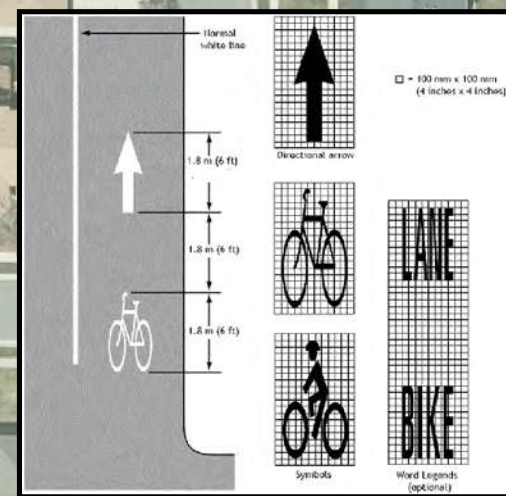 Normal
white line
1.8 m (6 ft)
1.8 m (6 ft)
1.8 m (6 ft)
Directional arrow
= 100 mm x 100 mm
(4 inches x 4 inches)
LANE
BIKE
Symbols
Word Legends
(optional)